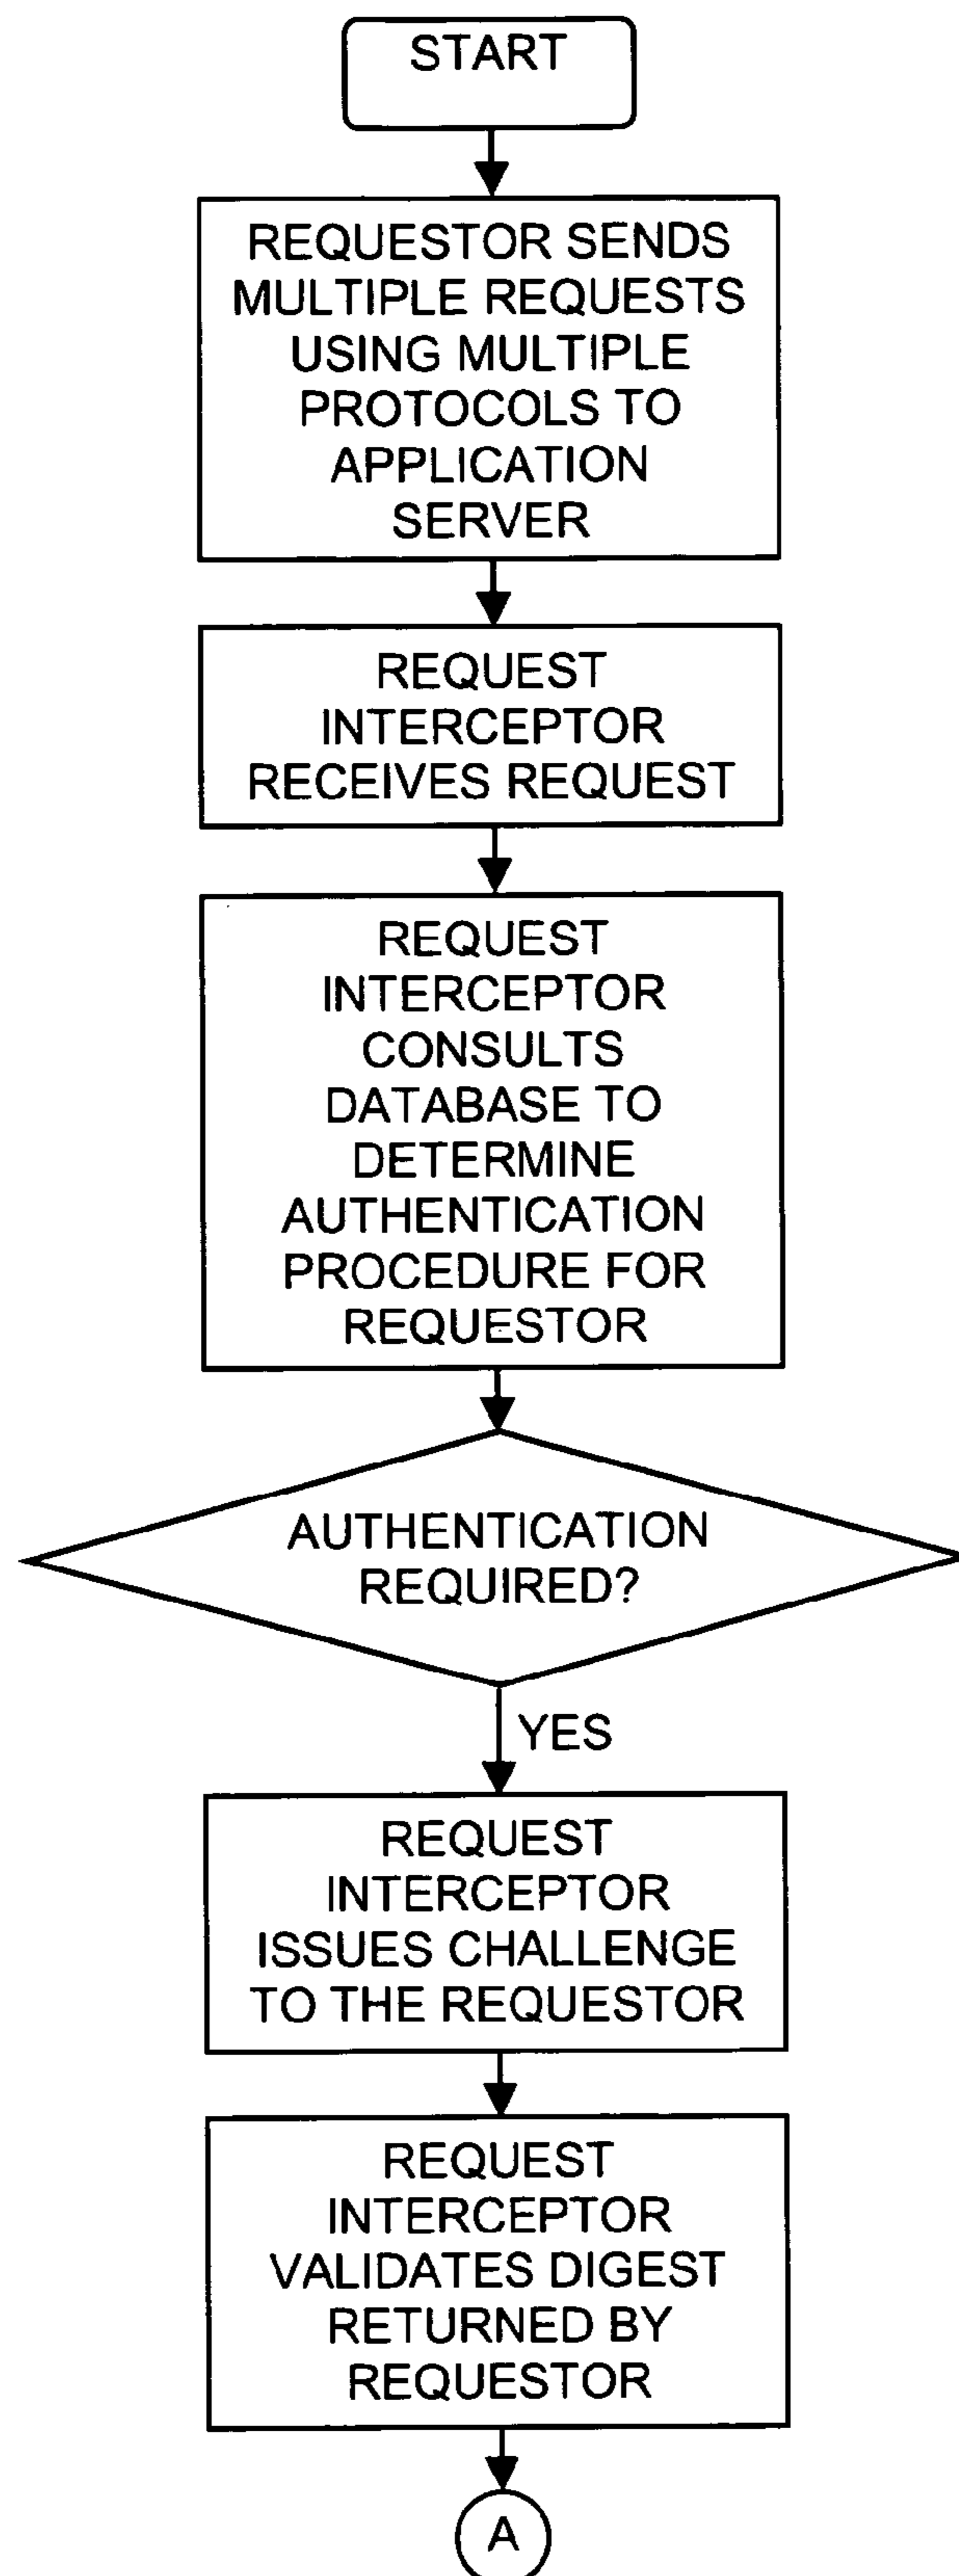 START
REQUESTOR SENDS
MULTIPLE REQUESTS
USING MULTIPLE
PROTOCOLS TO
APPLICATION
SERVER
REQUEST
INTERCEPTOR
RECEIVES REQUEST
REQUEST
INTERCEPTOR
CONSULTS
DATABASE TO
DETERMINE
AUTHENTICATION
PROCEDURE FOR
REQUESTOR
AUTHENTICATION
REQUIRED?
YES
REQUEST
INTERCEPTOR
ISSUES CHALLENGE
TO THE REQUESTOR
REQUEST
INTERCEPTOR
VALIDATES DIGEST
RETURNED BY
REQUESTOR
A